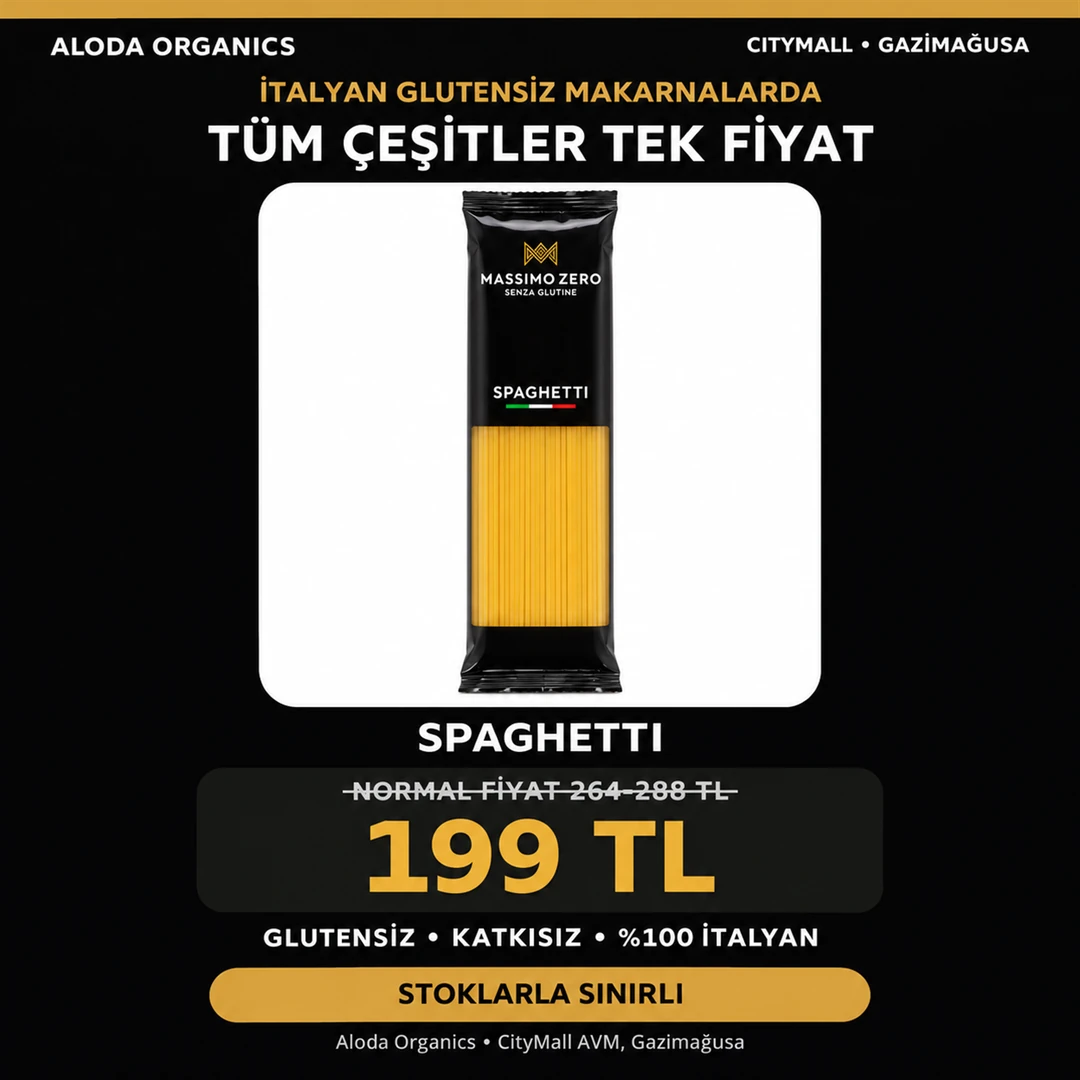 ALODA ORGANICS
CITYMALL • GAZİMAĞUSA
İTALYAN GLUTENSİZ MAKARNALARDA
TÜM ÇEŞİTLER TEK FİYAT
MASSIMO ZERO
SENZA GLUTINE
SPAGHETTI
SPAGHETTI
NORMAL FİYAT 264-288 TL
199 TL
GLUTENSİZ • KATKISIZ • %100 İTALYAN
STOKLARLA SINIRLI
Aloda Organics • CityMall AVM, Gazimağusa